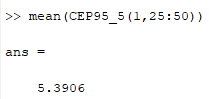 >> mean(CEP95_5(1,25:50))
ans =
5.3906